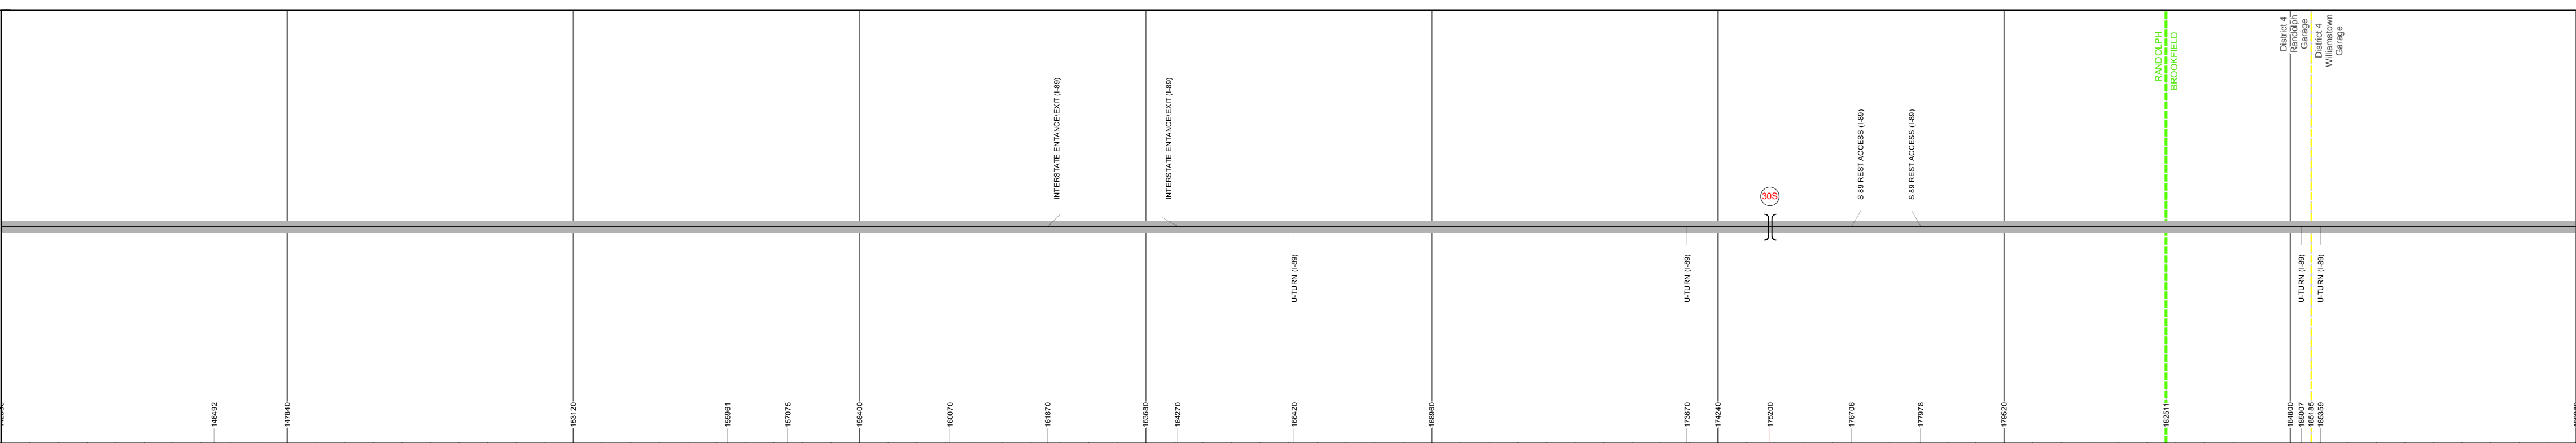 District 4
Randolph
Garage
District 4
Williamstown
Garage
RANDOLPH
BROOKFIELD
INTERSTATE ENTANCE\EXIT (I-89)
INTERSTATE ENTANCE\EXIT (I-89)
S 89 REST ACCESS (I-89)
S 89 REST ACCESS (I-89)
30S
U-TURN (I-89)
U-TURN (I-89)
U-TURN (I-89)
U-TURN (I-89)
146492
147840
153120
155961
157075
158400
160070
161870
163680
164270
166420
168960
173670
174240
175200
176706
177978
179520
182511
184800
185007
185185
185359